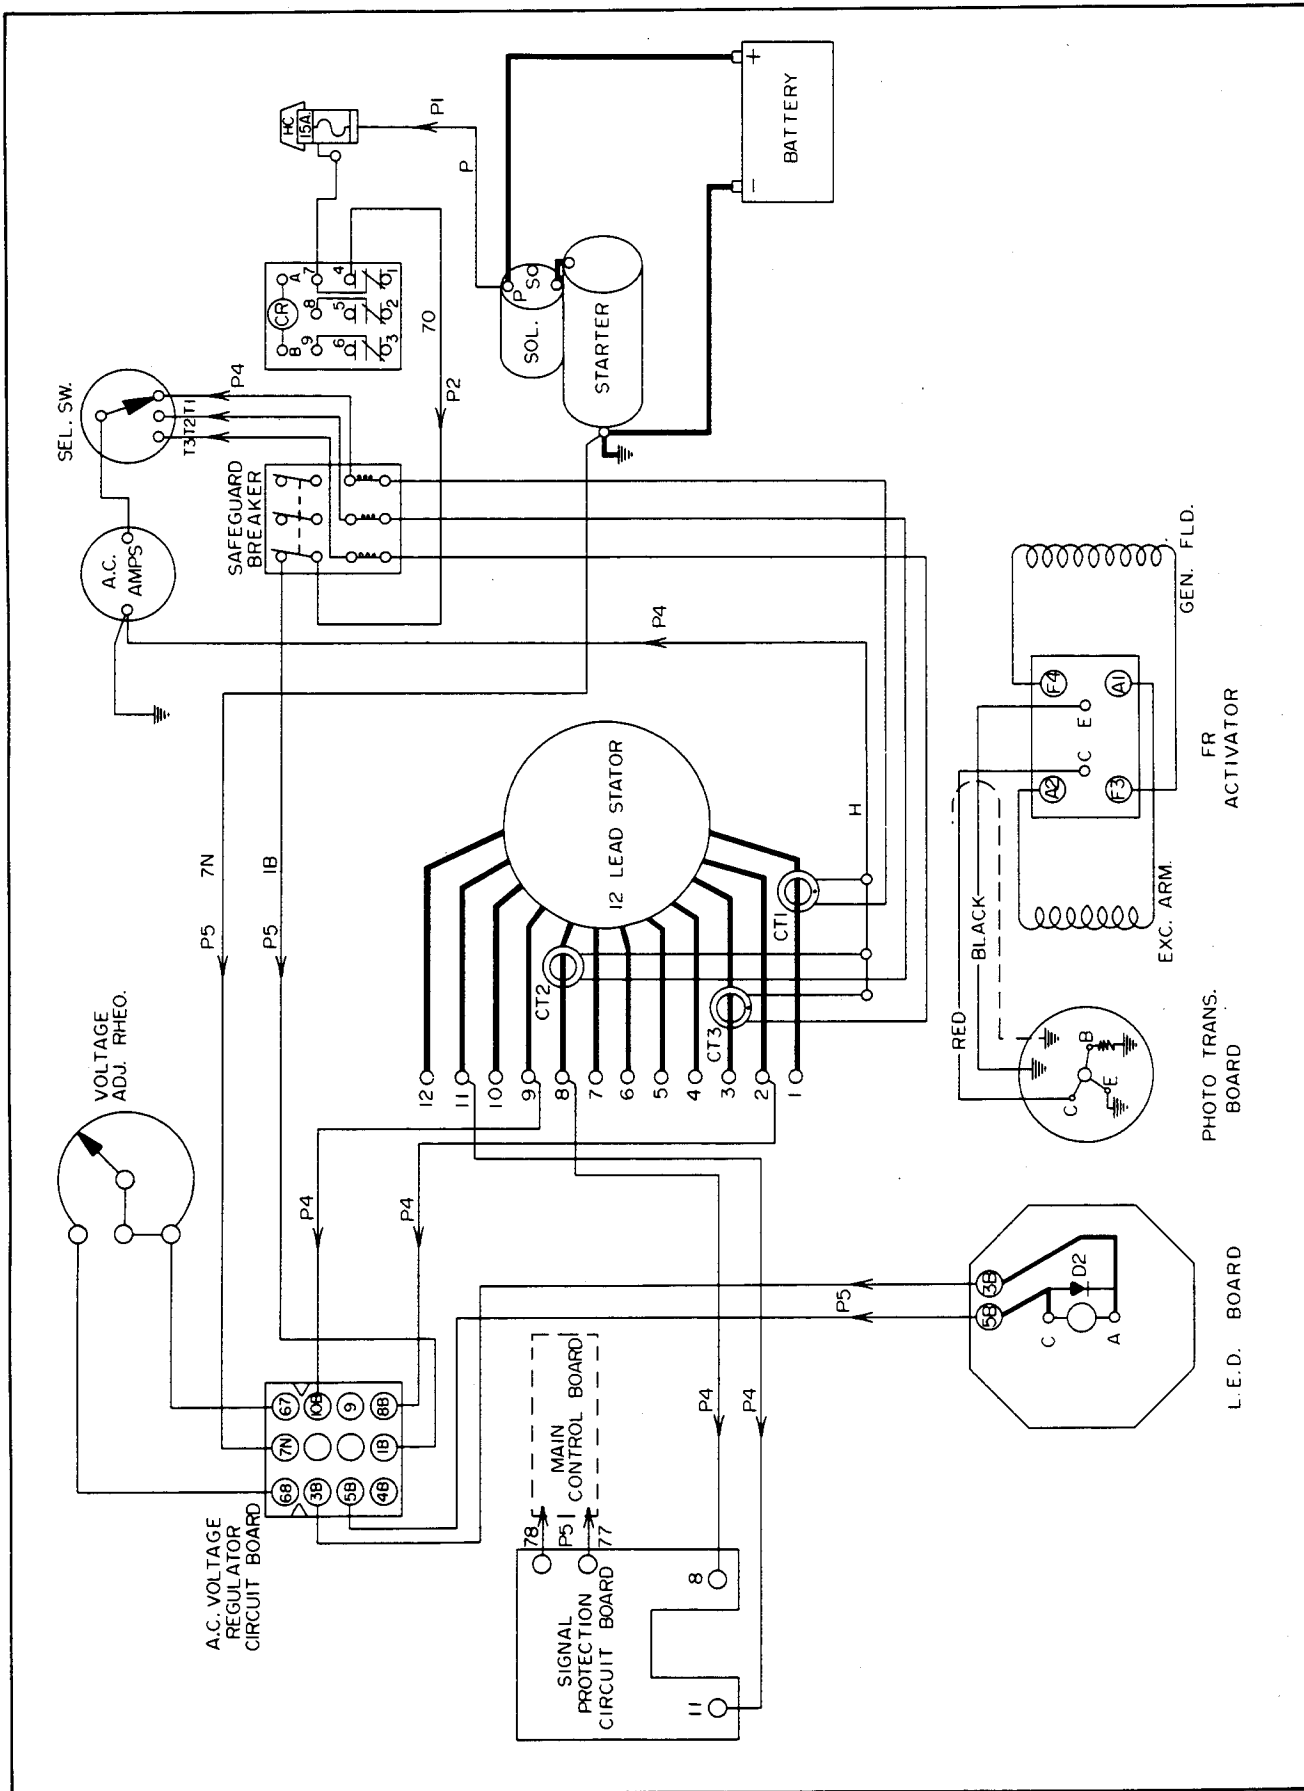 VOLTAGE
ADJ. RHEO.
A.C. VOLTAGE
REGULATOR
CIRCUIT BOARD
68
7N
67
3B
10B
5B
9
4B
1B
8B
P5
7N
P5
1B
P4
P4
A.C.
AMPS
SEL. SW.
T3
T2
T1
P4
SAFEGUARD
BREAKER
B
CR
A
9
8
7
6
5
4
3
2
1
HC
15A.
P1
P
70
P2
SOL.
P
SO
STARTER
+
-
BATTERY
P4
H
12 LEAD STATOR
12
11
10
9
8
7
6
5
4
3
2
1
CT2
CT3
CT1
SIGNAL
PROTECTION
CIRCUIT BOARD
78
P5
77
11
8
MAIN
CONTROL BOARD
P4
P4
P5
5B
3B
C
D2
A
L.E.D. BOARD
RED
BLACK
C
B
E
PHOTO TRANS.
BOARD
EXC. ARM.
A2
F4
C
E
F3
A1
GEN. FLD.
FR
ACTIVATOR